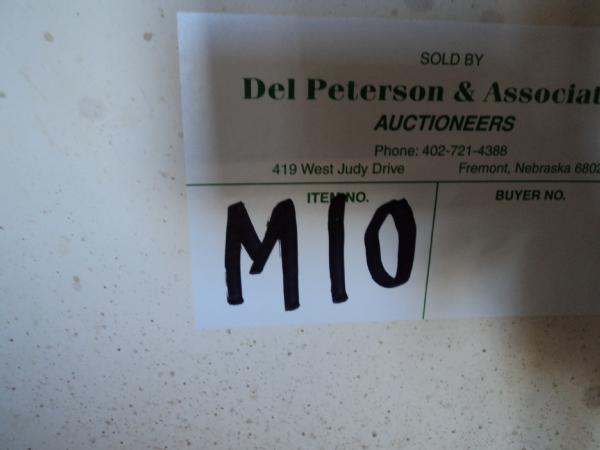 SOLD BY
Del Peterson & Associat
AUCTIONEERS
Phone: 402-721-4388
419 West Judy Drive Fremont, Nebraska 6802
ITEM NO. BUYER NO.
M10